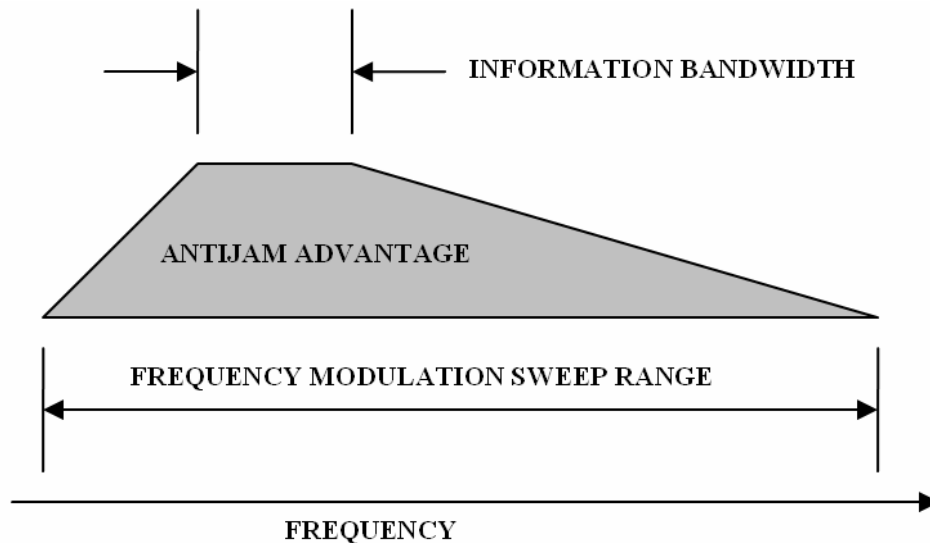 INFORMATION BANDWIDTH
ANTIJAM ADVANTAGE
FREQUENCY MODULATION SWEEP RANGE
FREQUENCY